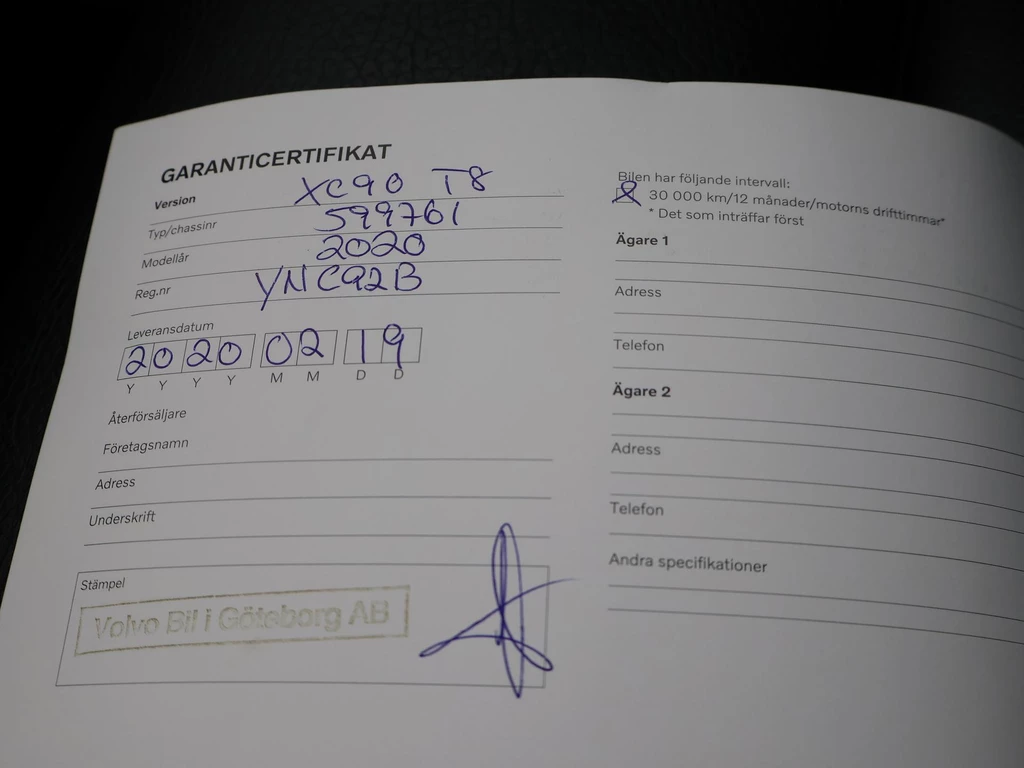 GARANTICERTIFIKAT
Version XC90 T8
Typ/chassinr 599761
Modellår 2020
Reg.nr YNC92B
Leveransdatum
2020 02 19
Y Y Y Y M M D D
Återförsäljare
Företagsnamn
Adress
Underskrift
Stämpel
Volvo Bil i Göteborg AB
Bilen har följande intervall:
30 000 km/12 månader/motorns drifttimmar*
* Det som inträffar först
Ägare 1
Adress
Telefon
Ägare 2
Adress
Telefon
Andra specifikationer